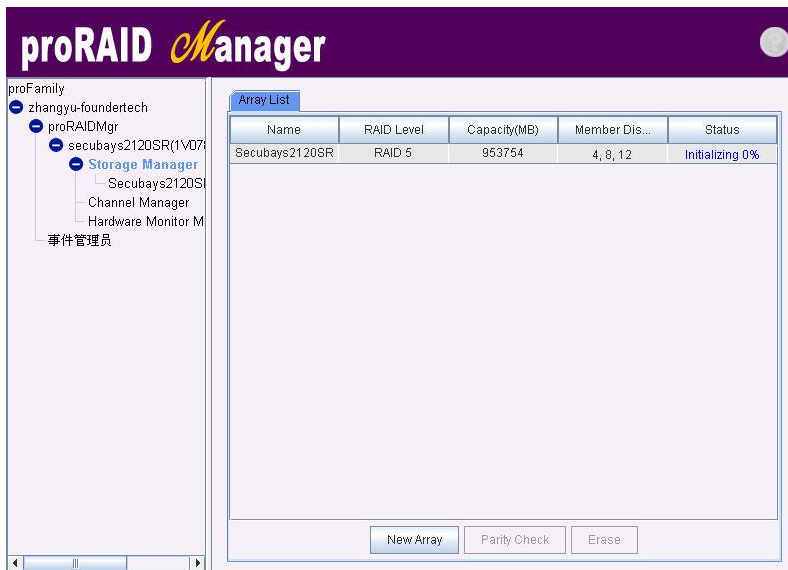 proRAID Manager
?
proFamily
zhangyu-foundertech
proRAIDMgr
secubays2120SR(1V078
Storage Manager
Secubays2120SI
Channel Manager
Hardware Monitor M
事件管理员
Array List
Name RAID Level Capacity(MB) Member Dis... Status
Secubays2120SR RAID 5 953754 4, 8, 12 Initializing 0%
New Array Parity Check Erase